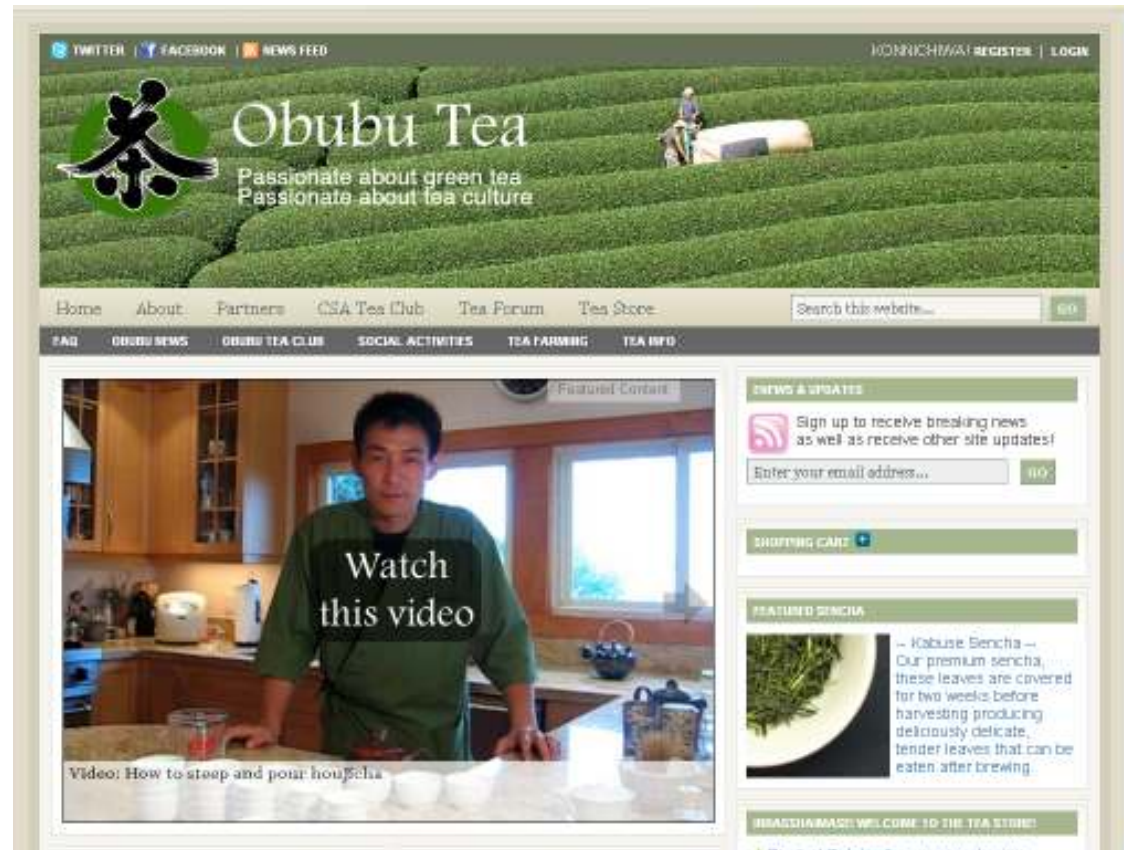 TWITTER | FACEBOOK | NEWS FEED
KONNICHIWA! REGISTER | LOGIN
茶
Obubu Tea
Passionate about green tea
Passionate about tea culture
Home About Partners CSA Tea Club Tea Forum Tea Store
Search this website...
GO
FAQ OBUBU NEWS OBUBU TEA CLUB SOCIAL ACTIVITIES TEA FARMING TEA INFO
Featured Content
Watch
this video
Video: How to steep and pour houjicha
ENEWS & UPDATES
Sign up to receive breaking news
as well as receive other site updates!
Enter your email address...
GO
SHOPPING CART
FEATURED SENCHA
-- Kabuse Sencha --
Our premium sencha,
these leaves are covered
for two weeks before
harvesting producing
deliciously delicate,
tender leaves that can be
eaten after brewing.
IRRASSHAIMASE! WELCOME TO THE TEA STORE!